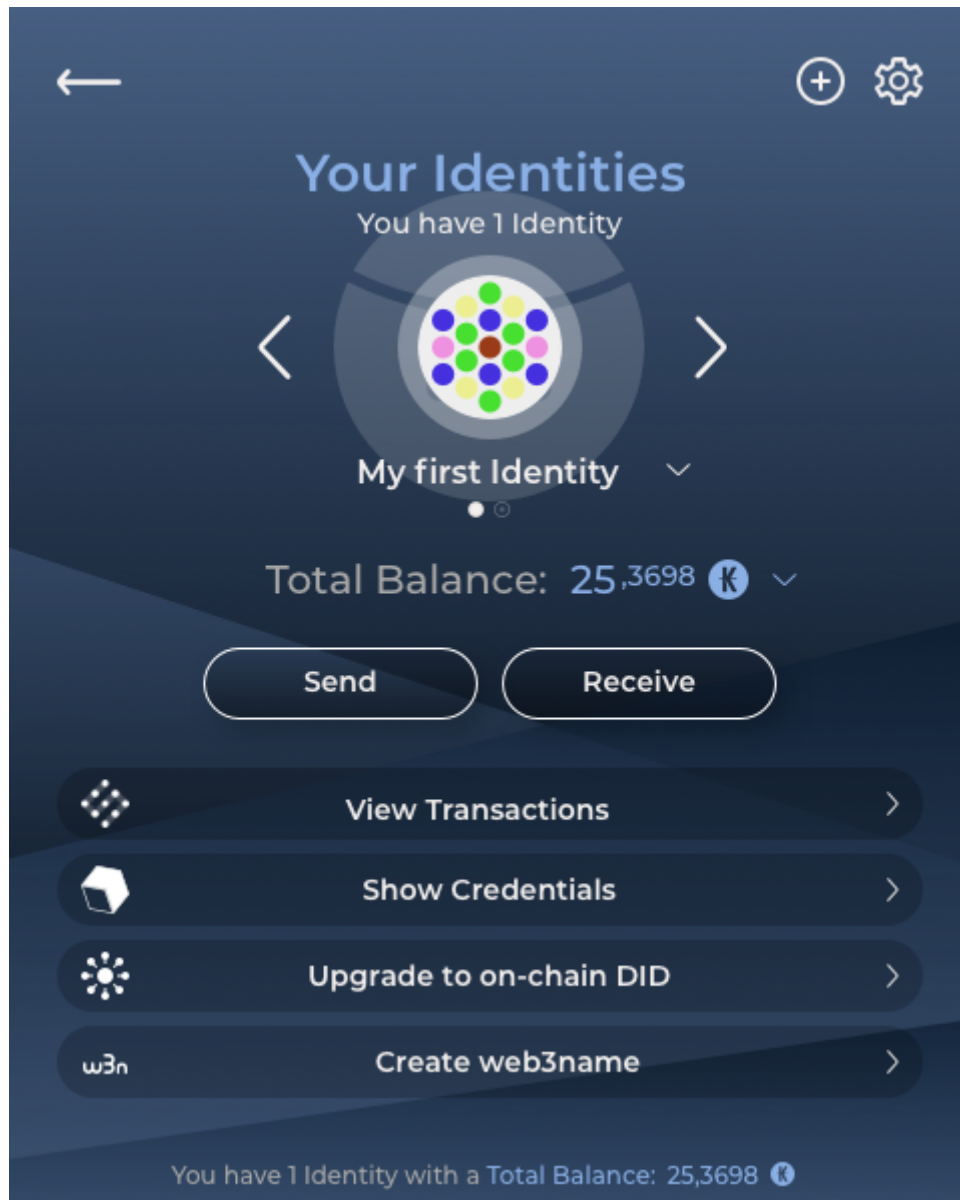 Your Identities
You have 1 Identity
My first Identity
Total Balance: 25,3698 K
Send Receive
View Transactions
Show Credentials
Upgrade to on-chain DID
w3n Create web3name
You have 1 Identity with a Total Balance: 25,3698 K